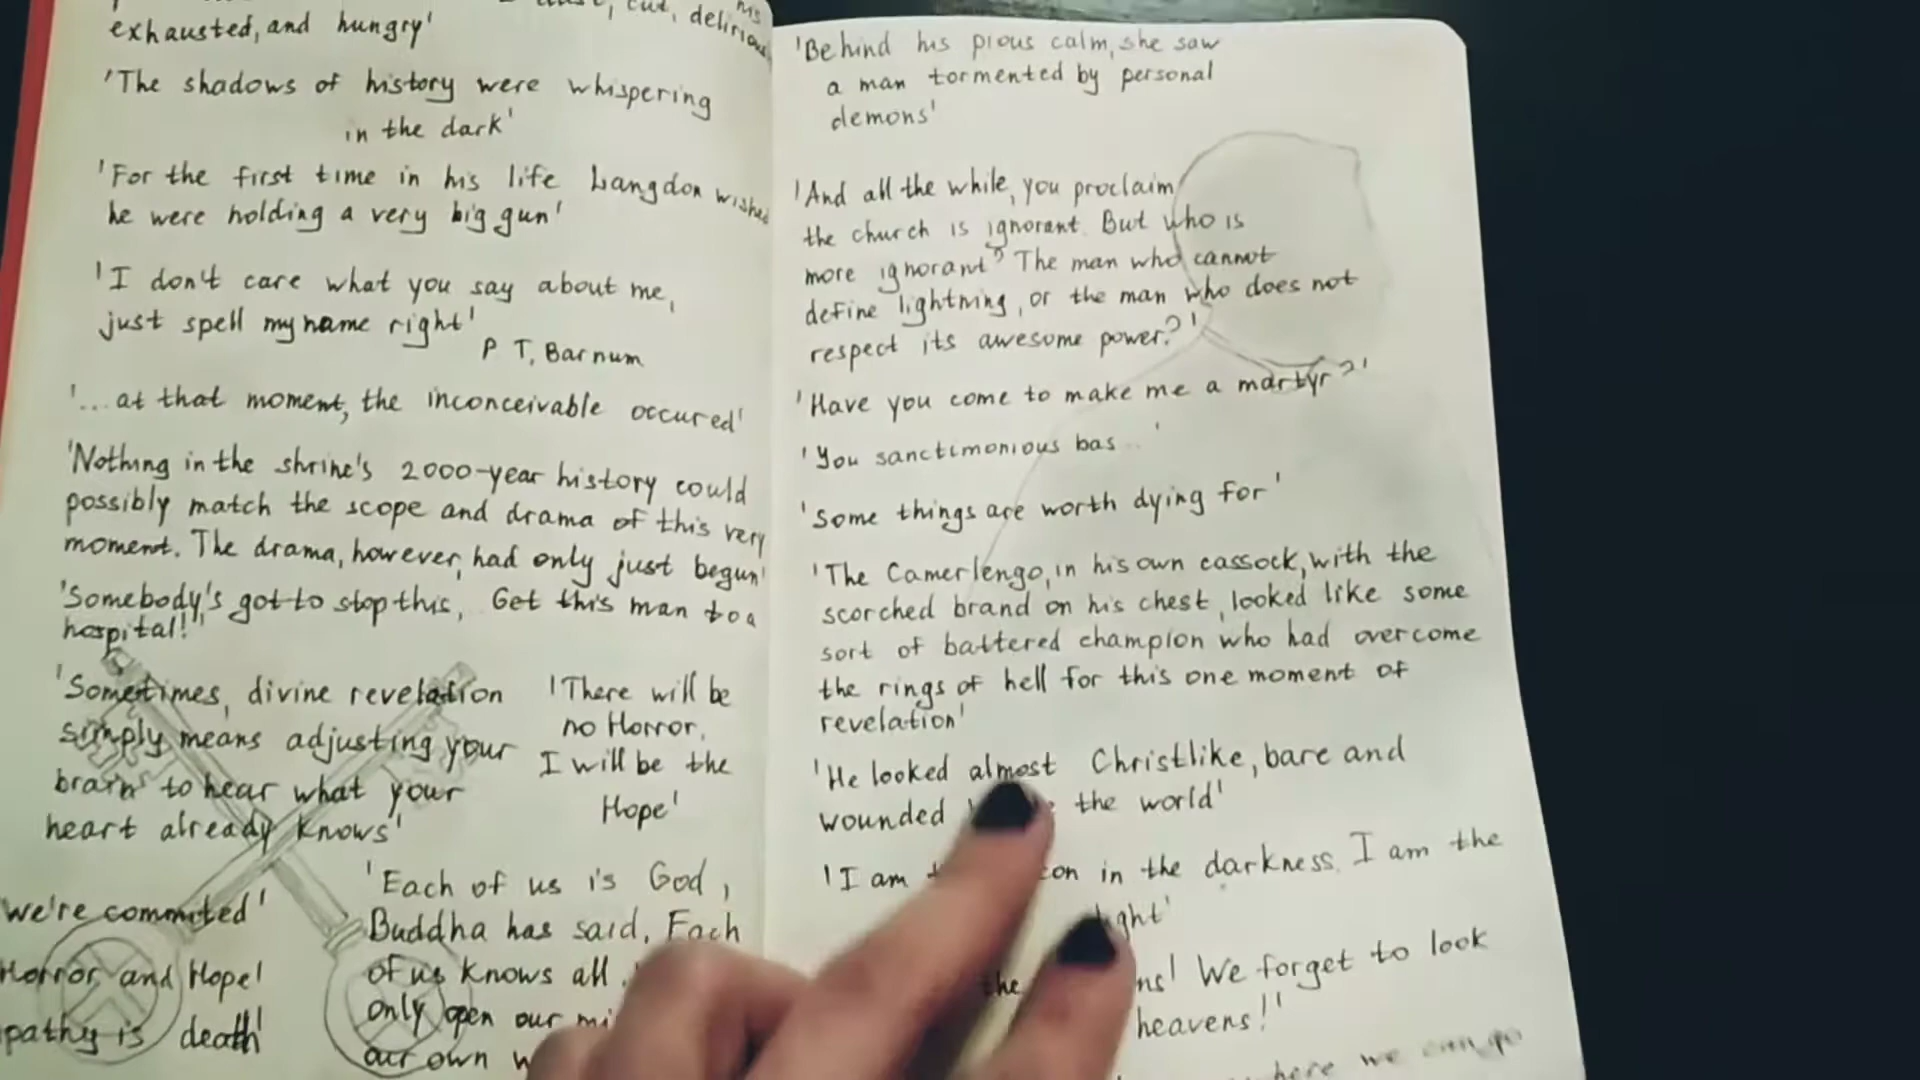 cut, delirious
his
exhausted, and hungry'
'The shadows of history were whispering
in the dark'
'For the first time in his life Langdon wished
he were holding a very big gun'
'I don't care what you say about me,
just spell my name right'
P T, Barnum
'...at that moment, the inconceivable occured'
'Nothing in the shrine's 2000-year history could
possibly match the scope and drama of this very
moment. The drama, however, had only just begun'
'Somebody's got to stop this, Get this man to a
hospital!'
'Sometimes, divine revelation
simply means adjusting your
brain to hear what your
heart already knows'
'There will be
no Horror.
I will be the
Hope'
we're commited'
Horror and Hope!
pathy is death'
'Each of us is God,
Buddha has said. Each
of us knows all.
only open our mi
our own w
'Behind his pious calm, she saw
a man tormented by personal
demons'
'And all the while, you proclaim
the church is ignorant. But who is
more ignorant? The man who cannot
define lightning, or the man who does not
respect its awesome power?'
'Have you come to make me a martyr?'
'You sanctimonious bas...'
'Some things are worth dying for'
'The Camerlengo, in his own cassock, with the
scorched brand on his chest, looked like some
sort of battered champion who had overcome
the rings of hell for this one moment of
revelation'
'He looked almost Christlike, bare and
wounded the world'
'I am in the darkness. I am the
ght'
the ns! We forget to look
heavens!'
here we can go